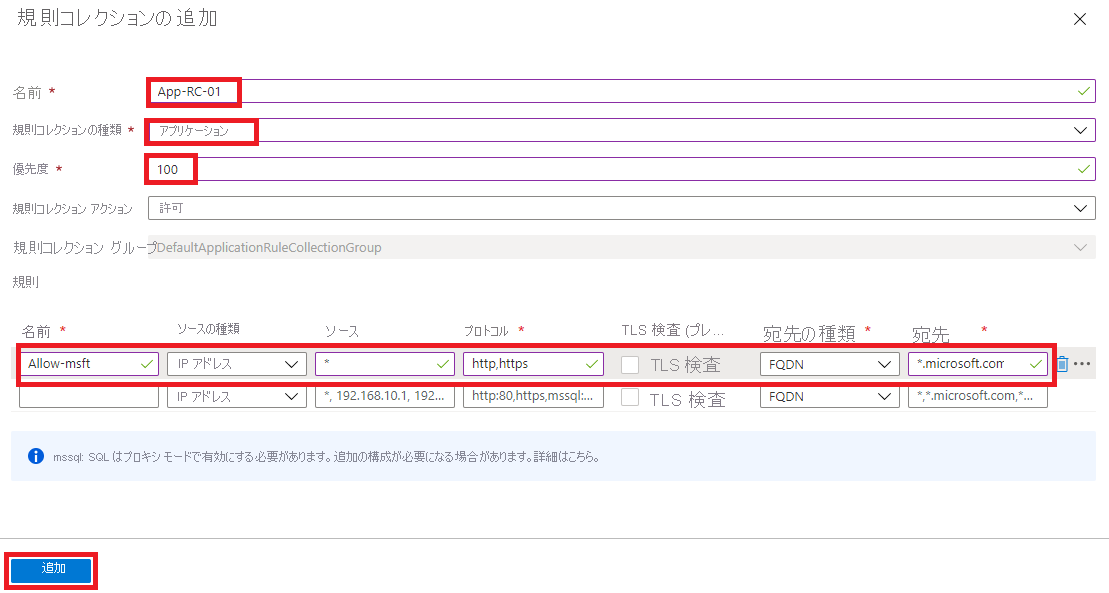 規則コレクションの追加
名前 * App-RC-01
規則コレクションの種類 * アプリケーション
優先度 * 100
規則コレクション アクション 許可
規則コレクション グループ DefaultApplicationRuleCollectionGroup
規則
名前 * ソースの種類 ソース プロトコル * TLS 検査 (プレ... 宛先の種類 * 宛先 *
Allow-msft IP アドレス * http,https TLS 検査 FQDN *.microsoft.com
IP アドレス *, 192.168.10.1, 192... http:80,https,mssql:... TLS 検査 FQDN *,*.microsoft.com,*...
mssql: SQL はプロキシ モードで有効にする必要があります。追加の構成が必要になる場合があります。詳細はこちら。
追加